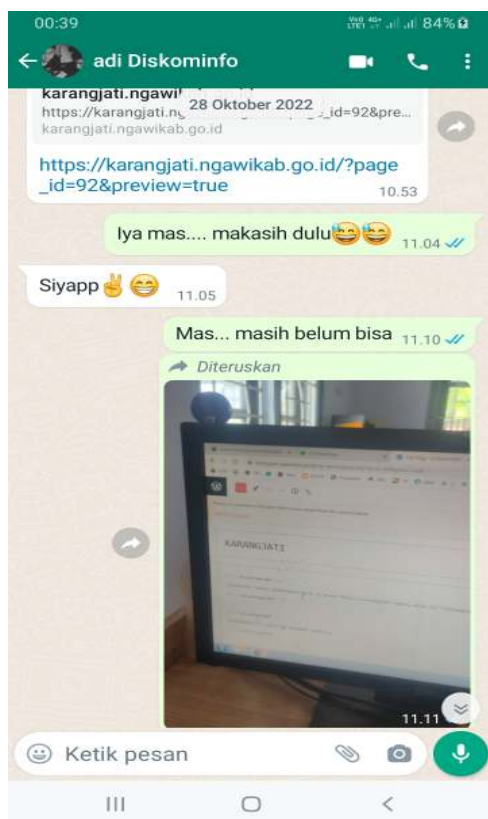 00:39
84%
adi Diskominfo
karangjati.ngawi
28 Oktober 2022
https://karangjati.ng
_id=92&pre...
karangjati.ngawikab.go.id
https://karangjati.ngawikab.go.id/?page
_id=92&preview=true
10.53
Iya mas.... makasih dulu😅😅 11.04
Siyapp✌😁 11.05
Mas... masih belum bisa 11.10
Diteruskan
KARANGJATI
11.11
Ketik pesan